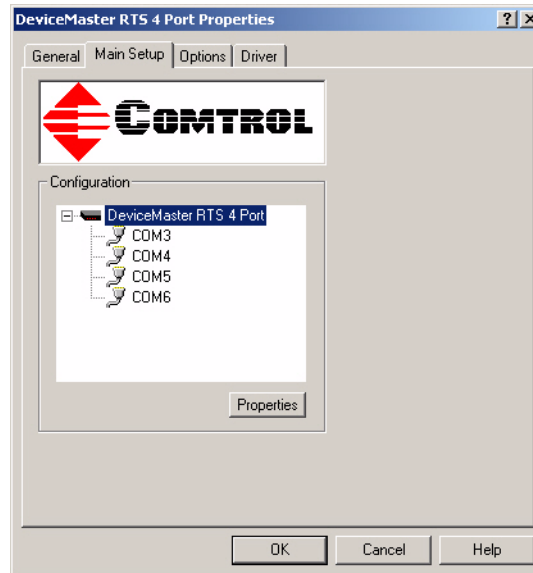 DeviceMaster RTS 4 Port Properties
General Main Setup Options Driver
COMTROL
Configuration
DeviceMaster RTS 4 Port
COM3
COM4
COM5
COM6
Properties
OK Cancel Help